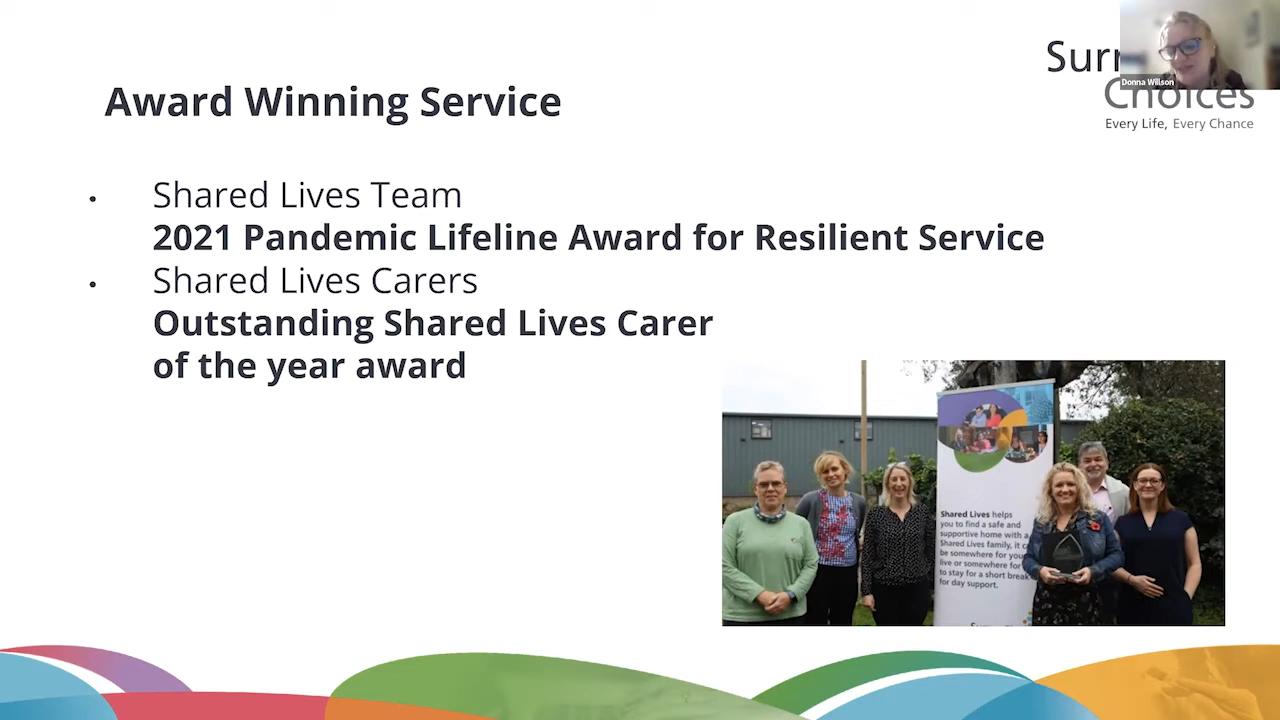 Surr
Choices
Every Life, Every Chance
Donna Willson
Award Winning Service
• Shared Lives Team
2021 Pandemic Lifeline Award for Resilient Service
• Shared Lives Carers
Outstanding Shared Lives Carer
of the year award
Shared Lives helps
you to find a safe and
supportive home with a
Shared Lives family, it c
be somewhere for you
live or somewhere for
to stay for a short break
for day support.